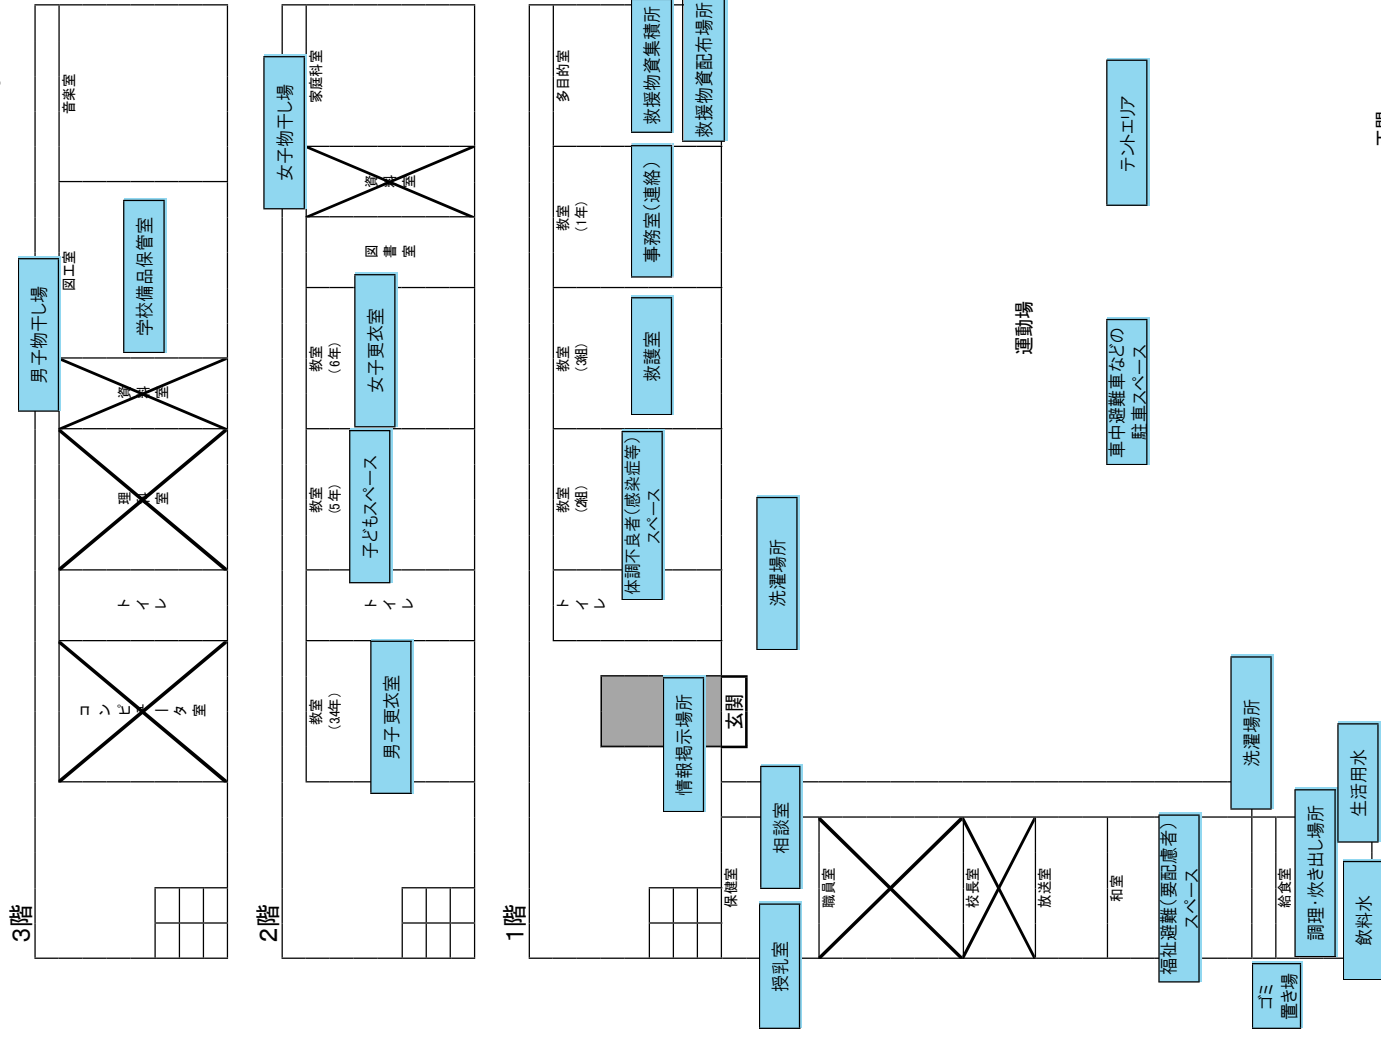 3階
コンピュータ室
トイレ
理科室
資料室
男子物干し場
図工室
学校備品保管室
音楽室
2階
教室
(34年)
男子更衣室
トイレ
教室
(5年)
子どもスペース
教室
(6年)
女子更衣室
図書室
資料室
女子物干し場
家庭科室
1階
情報掲示場所
玄関
トイレ
教室
(2組)
体調不良者(感染症等)
スペース
教室
(3組)
救護室
教室
(1年)
事務室(連絡)
多目的室
救援物資集積所
救援物資配布場所
保健室
授乳室
相談室
洗濯場所
職員室
校長室
放送室
和室
福祉避難(要配慮者)
スペース
洗濯場所
ゴミ
置き場
給食室
調理・炊き出し場所
飲料水
生活用水
運動場
車中避難車などの
駐車スペース
テントエリア